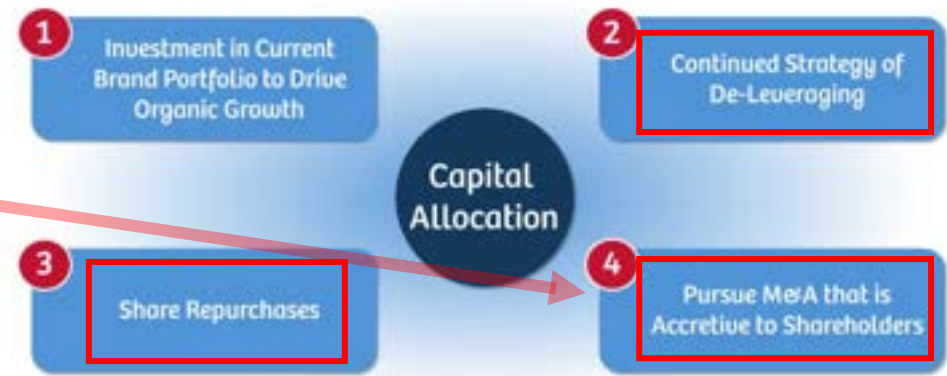 1
Investment in Current
Brand Portfolio to Drive
Organic Growth
2
Continued Strategy of
De-Leveraging
Capital
Allocation
3
Share Repurchases
4
Pursue M&A that is
Accretive to Shareholders